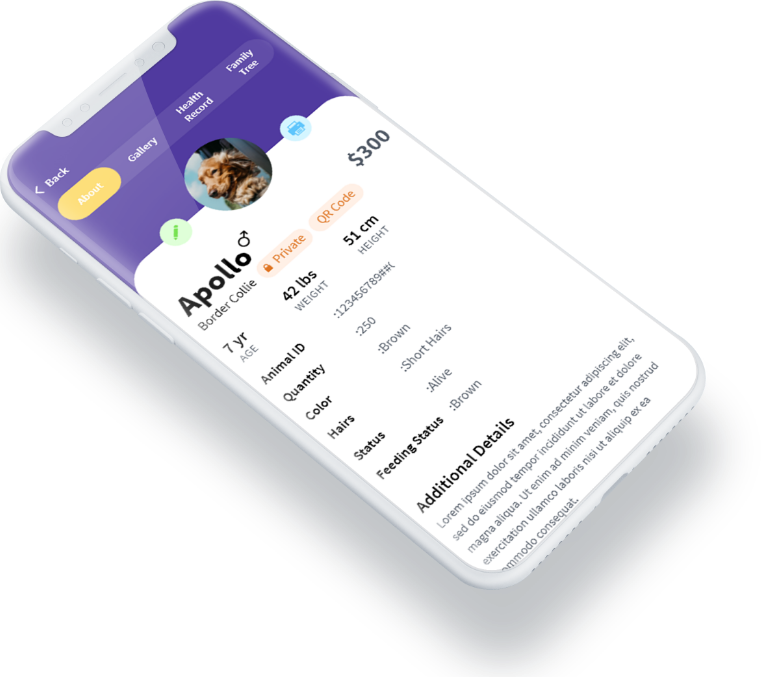 Back
About
Gallery
Health
Record
Family
Tree
$300
Apollo
Border Collie
Private
QR Code
7 yr
AGE
42 lbs
WEIGHT
51 cm
HEIGHT
Animal ID :123456789##(
Quantity :250
Color :Brown
Hairs :Short Hairs
Status :Alive
Feeding Status :Brown
Additional Details
Lorem ipsum dolor sit amet, consectetur adipiscing elit,
sed do eiusmod tempor incididunt ut labore et dolore
magna aliqua. Ut enim ad minim veniam, quis nostrud
exercitation ullamco laboris nisi ut aliquip ex ea
ommodo consequat.